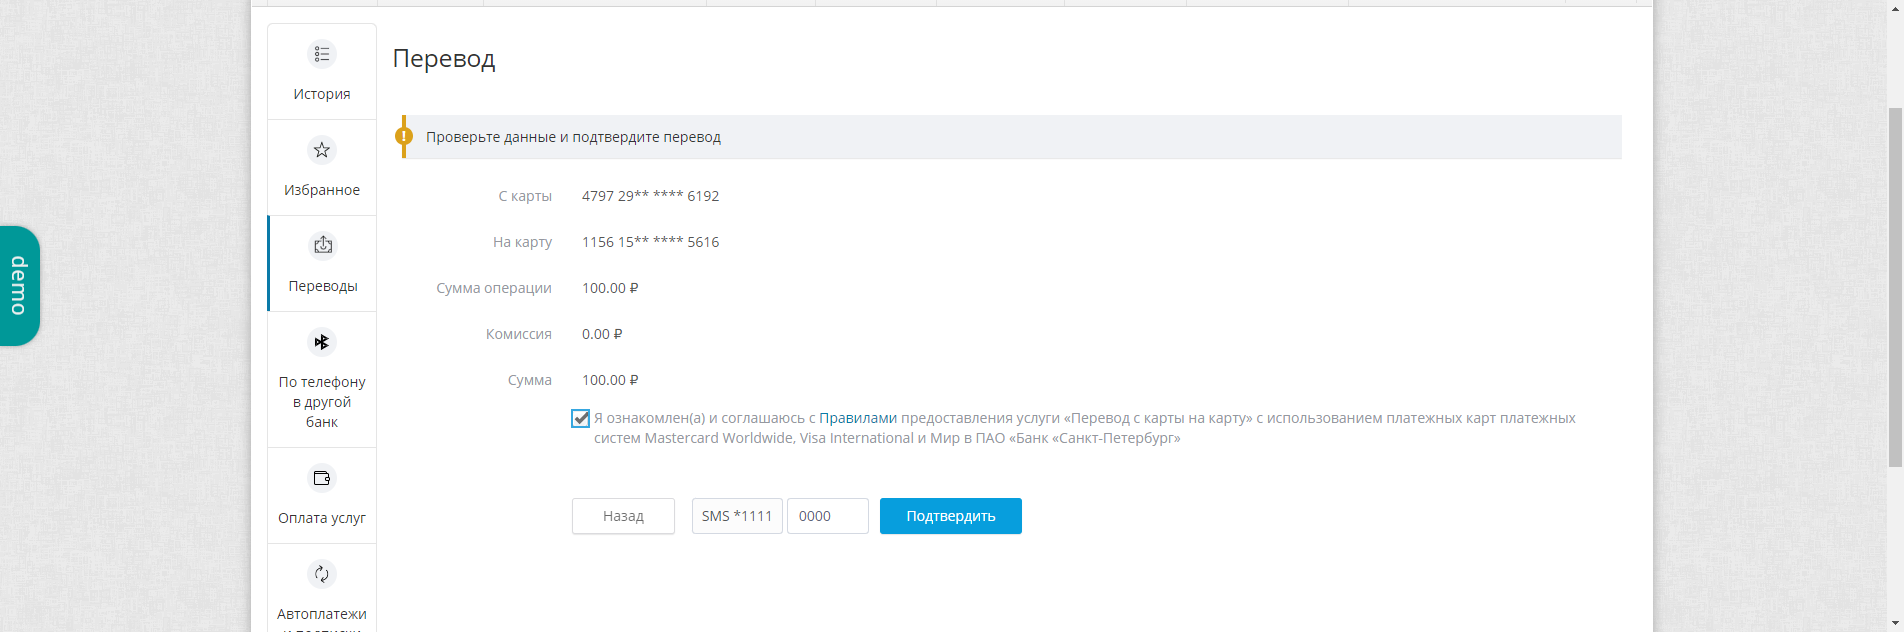 Перевод
История
Избранное
Переводы
По телефону
в другой
банк
Оплата услуг
Автоплатежи
demo
Проверьте данные и подтвердите перевод
С карты 4797 29** **** 6192
На карту 1156 15** **** 5616
Сумма операции 100.00 ₽
Комиссия 0.00 ₽
Сумма 100.00 ₽
Я ознакомлен(а) и соглашаюсь с Правилами предоставления услуги «Перевод с карты на карту» с использованием платежных карт платежных
систем Mastercard Worldwide, Visa International и Мир в ПАО «Банк «Санкт-Петербург»
Назад SMS *1111 0000 Подтвердить